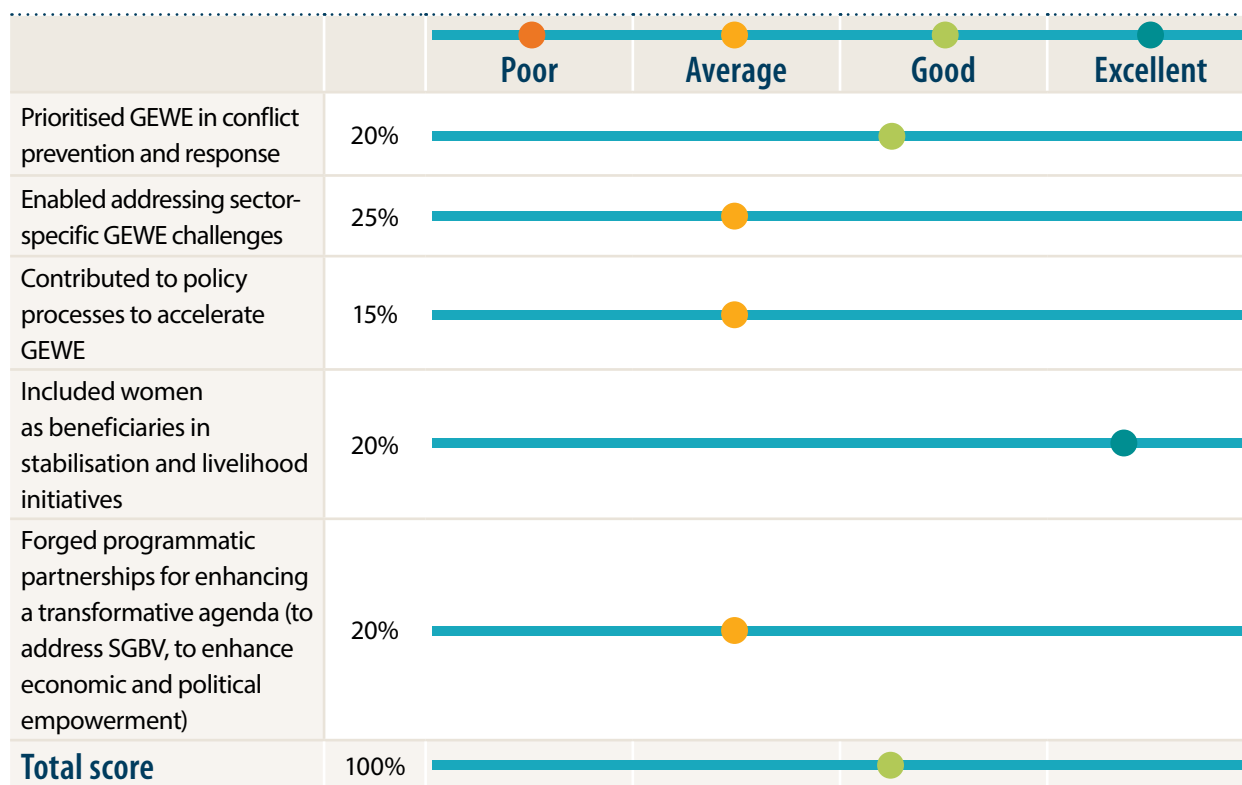 Poor Average Good Excellent
Prioritised GEWE in conflict
prevention and response
20%
Enabled addressing sector-
specific GEWE challenges
25%
Contributed to policy
processes to accelerate
GEWE
15%
Included women
as beneficiaries in
stabilisation and livelihood
initiatives
20%
Forged programmatic
partnerships for enhancing
a transformative agenda (to
address SGBV, to enhance
economic and political
empowerment)
20%
Total score 100%